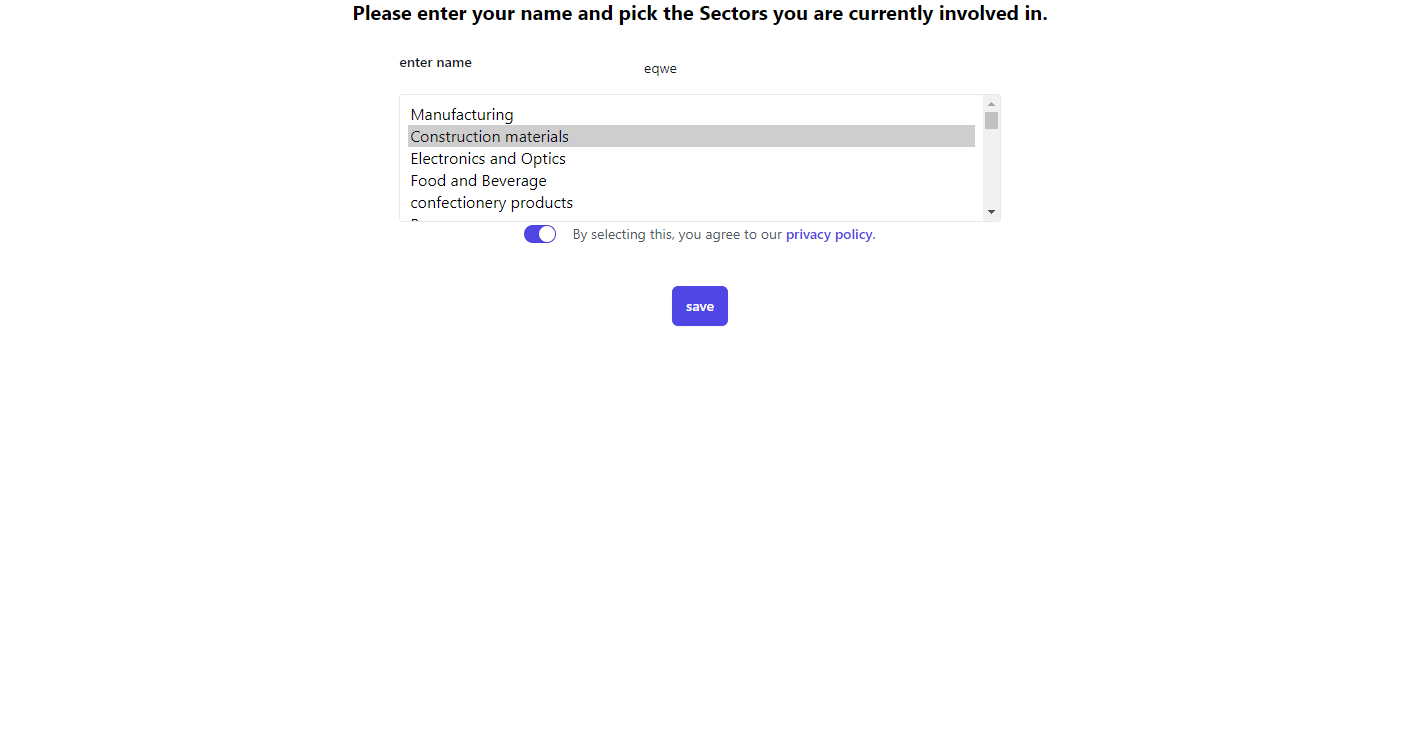 Please enter your name and pick the Sectors you are currently involved in.
enter name
eqwe
Manufacturing
Construction materials
Electronics and Optics
Food and Beverage
confectionery products
By selecting this, you agree to our privacy policy.
save